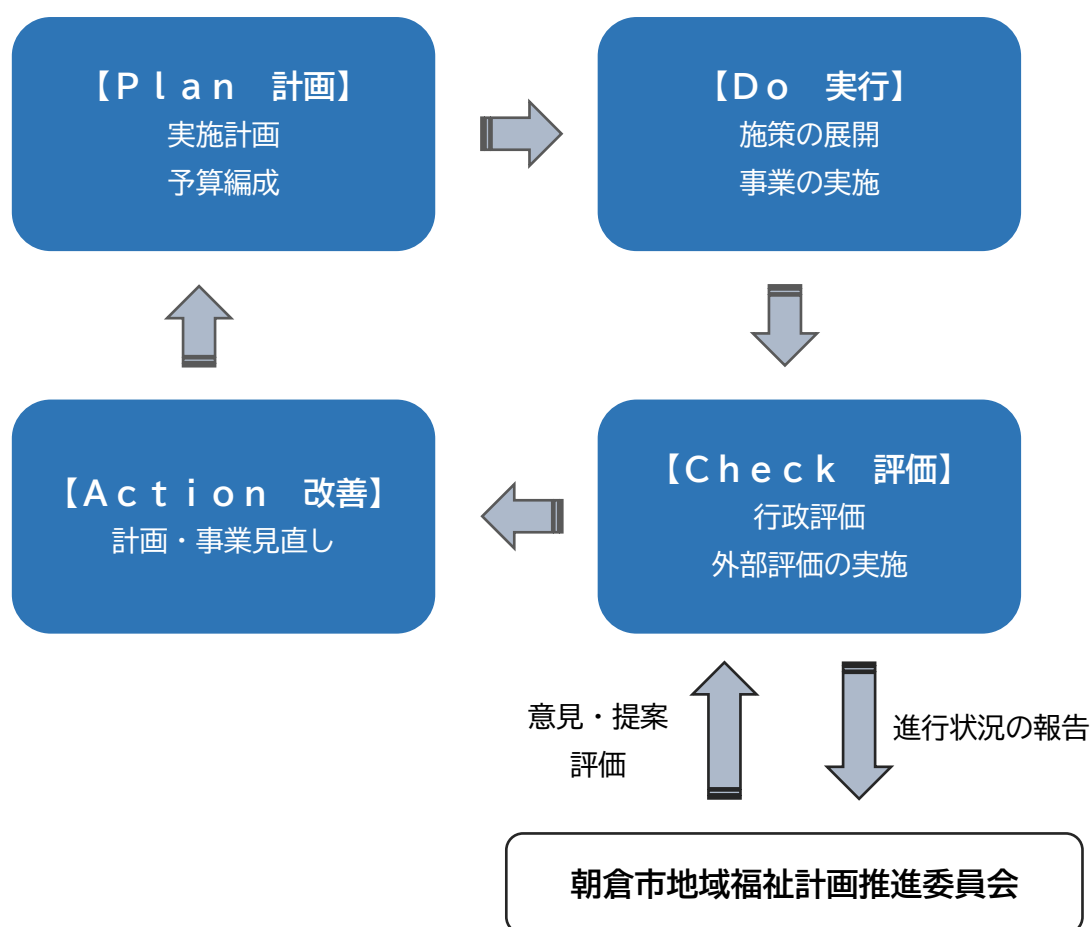 【Ｐｌａｎ　計画】
実施計画
予算編成
【Ｄｏ　実行】
施策の展開
事業の実施
【Ａｃｔｉｏｎ　改善】
計画・事業見直し
【Ｃｈｅｃｋ　評価】
行政評価
外部評価の実施
意見・提案
評価
進行状況の報告
朝倉市地域福祉計画推進委員会